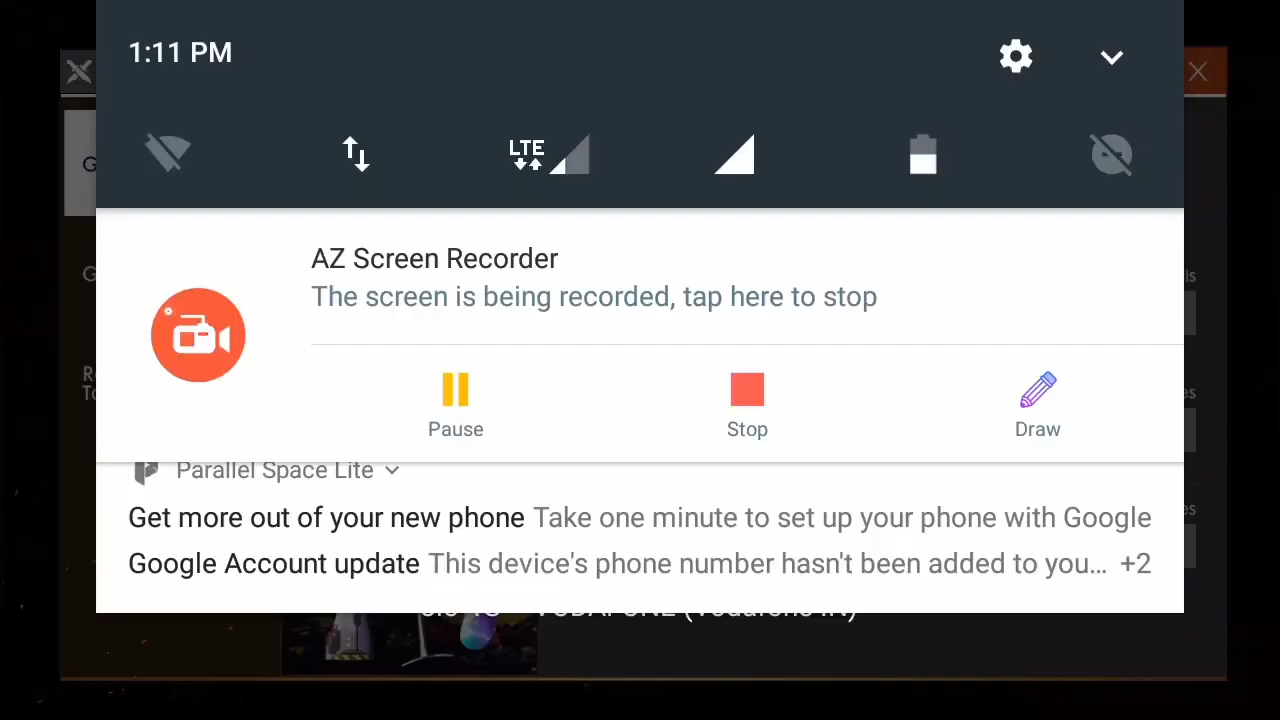 1:11 PM
LTE
AZ Screen Recorder
The screen is being recorded, tap here to stop
Pause
Stop
Draw
Parallel Space Lite
Get more out of your new phone Take one minute to set up your phone with Google
Google Account update This device's phone number hasn't been added to you... +2